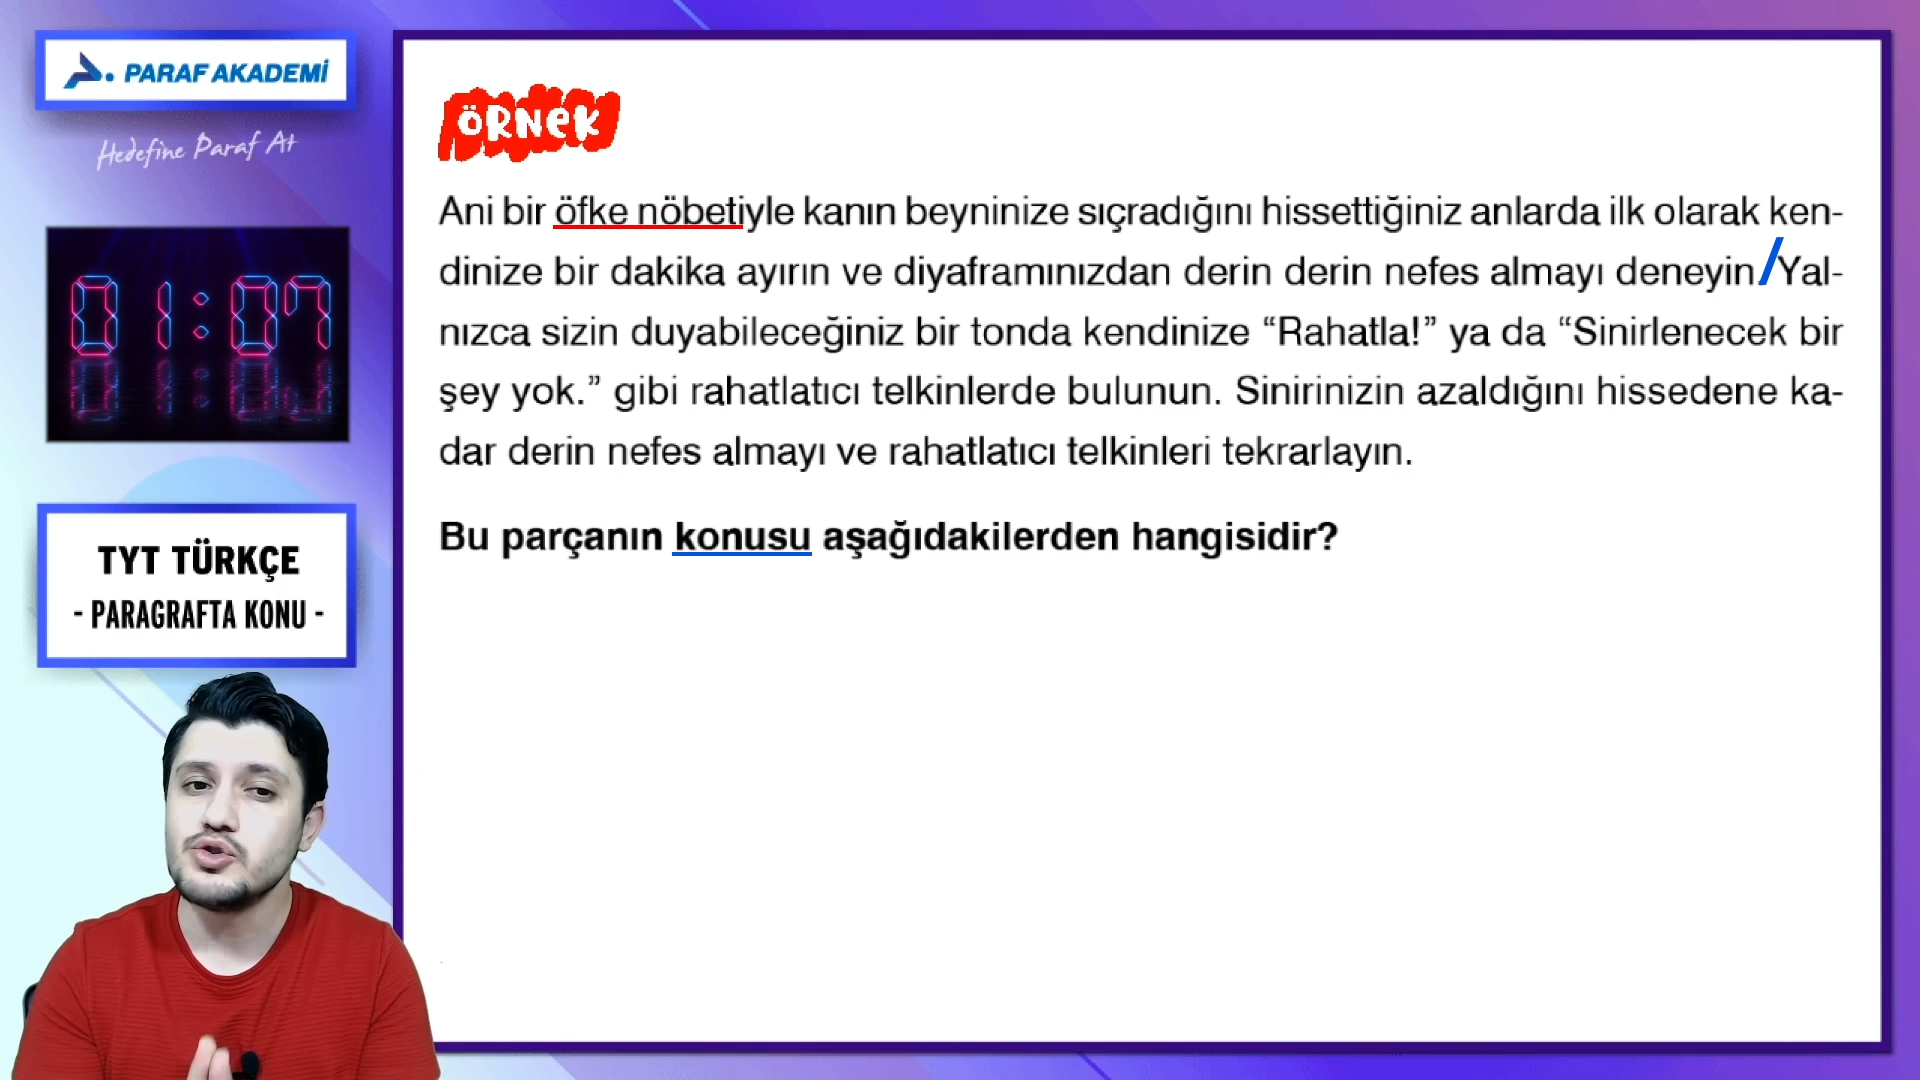 PARAF AKADEMİ
Hedefine Paraf At
01:07
TYT TÜRKÇE
- PARAGRAFTA KONU -
ÖRNEK
Ani bir öfke nöbetiyle kanın beyninize sıçradığını hissettiğiniz anlarda ilk olarak ken-
dinize bir dakika ayırın ve diyaframınızdan derin derin nefes almayı deneyin. Yal-
nızca sizin duyabileceğiniz bir tonda kendinize “Rahatla!” ya da “Sinirlenecek bir
şey yok.” gibi rahatlatıcı telkinlerde bulunun. Sinirinizin azaldığını hissedene ka-
dar derin nefes almayı ve rahatlatıcı telkinleri tekrarlayın.
Bu parçanın konusu aşağıdakilerden hangisidir?